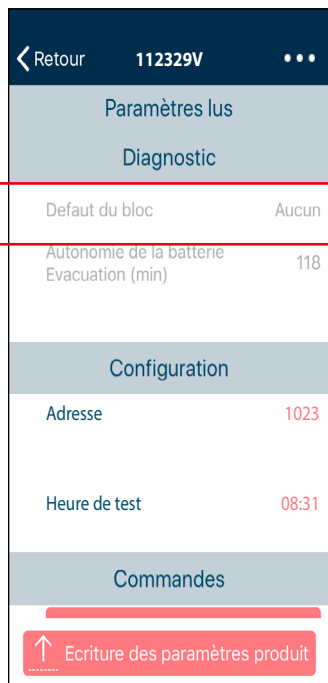 Retour 112329V •••
Paramètres lus
Diagnostic
Defaut du bloc Aucun
Autonomie de la batterie
Evacuation (min) 118
Configuration
Adresse 1023
Heure de test 08:31
Commandes
Ecriture des paramètres produit